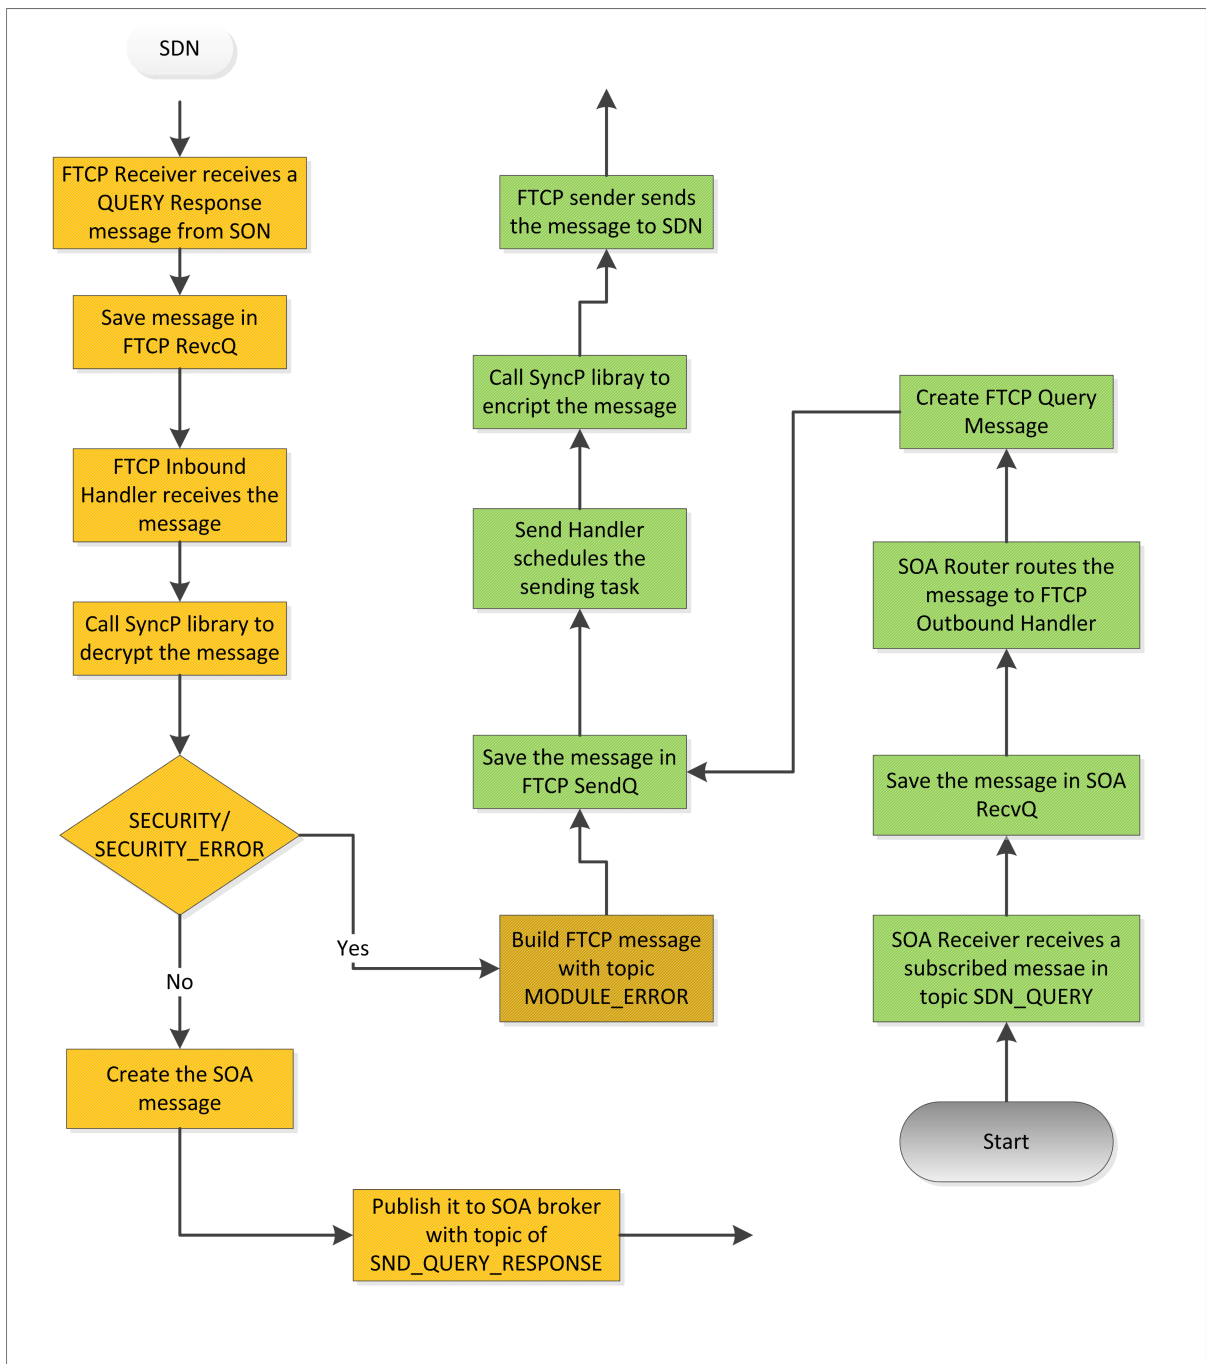 SDN
FTCP Receiver receives a
QUERY Response
message from SON
Save message in
FTCP RevcQ
FTCP Inbound
Handler receives the
message
Call SyncP library to
decrypt the message
SECURITY/
SECURITY_ERROR
Yes
No
Create the SOA
message
Publish it to SOA broker
with topic of
SND_QUERY_RESPONSE
FTCP sender sends
the message to SDN
Call SyncP libray to
encript the message
Send Handler
schedules the
sending task
Save the message in
FTCP SendQ
Build FTCP message
with topic
MODULE_ERROR
Create FTCP Query
Message
SOA Router routes the
message to FTCP
Outbound Handler
Save the message in SOA
RecvQ
SOA Receiver receives a
subscribed messae in
topic SDN_QUERY
Start